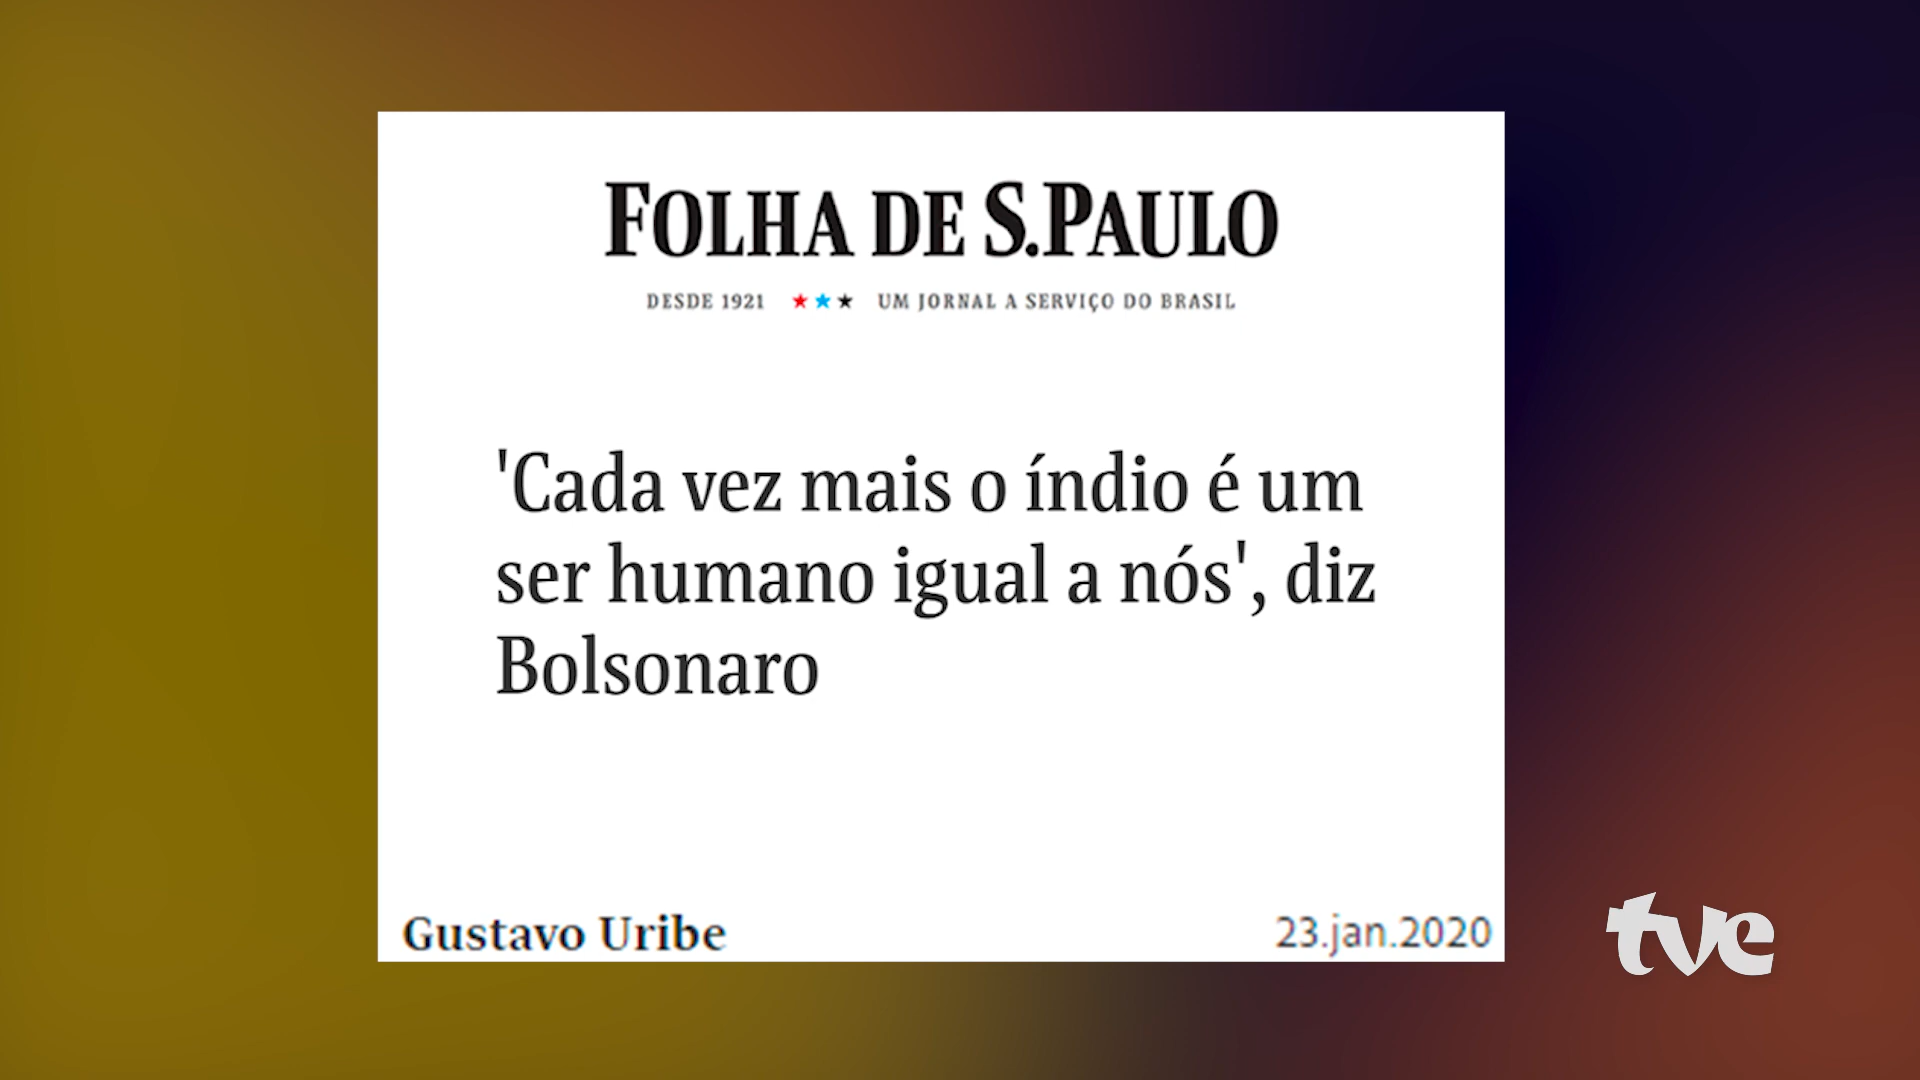 FOLHA DE S.PAULO
DESDE 1921 ★★★ UM JORNAL A SERVIÇO DO BRASIL
'Cada vez mais o índio é um
ser humano igual a nós', diz
Bolsonaro
Gustavo Uribe 23.jan.2020
tve